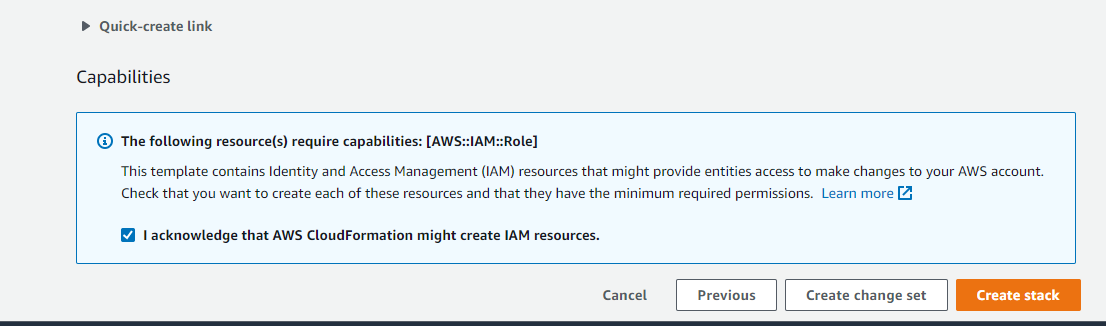 Quick-create link
Capabilities
The following resource(s) require capabilities: [AWS::IAM::Role]
This template contains Identity and Access Management (IAM) resources that might provide entities access to make changes to your AWS account.
Check that you want to create each of these resources and that they have the minimum required permissions. Learn more
I acknowledge that AWS CloudFormation might create IAM resources.
Cancel Previous Create change set Create stack